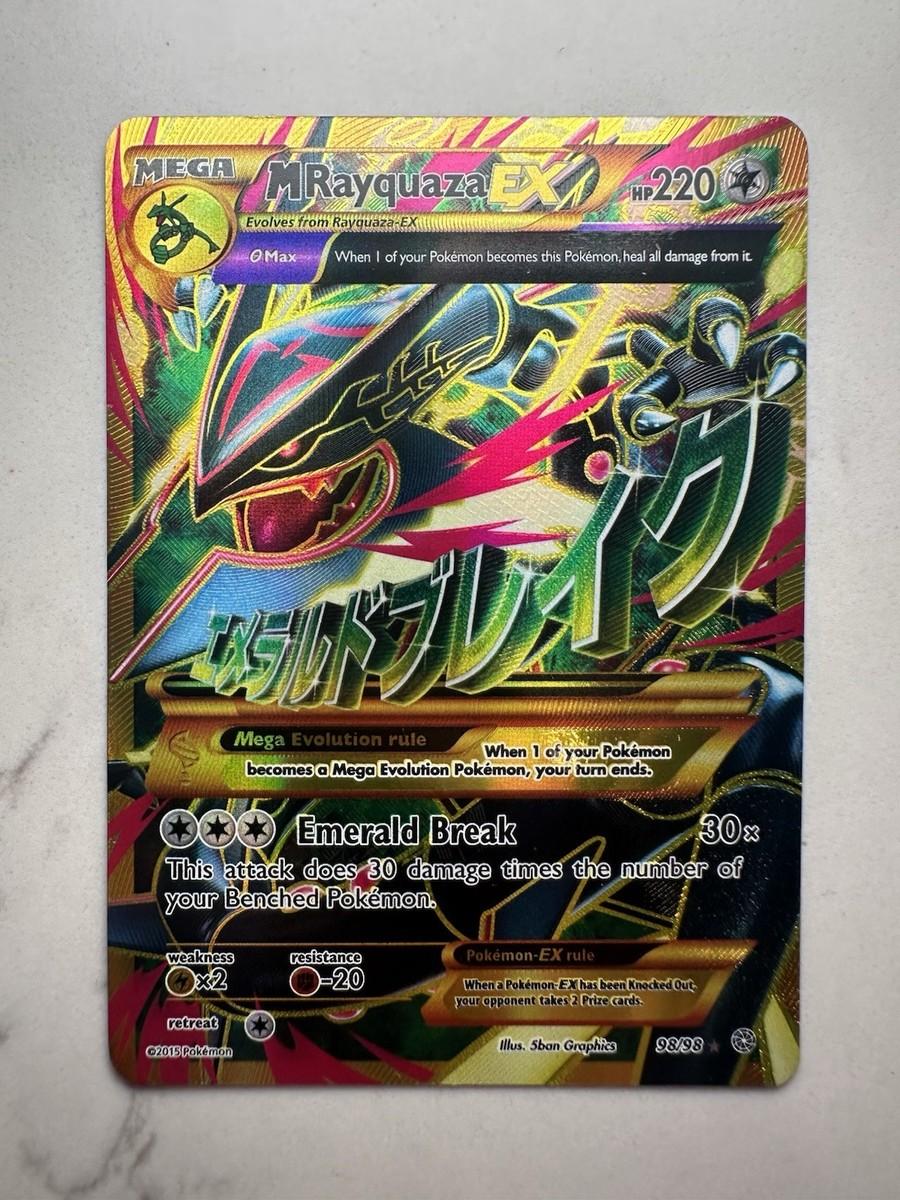 MEGA
MRayquazaEX
HP220
Evolves from Rayquaza-EX
θ Max
When 1 of your Pokémon becomes this Pokémon, heal all damage from it.
エメラルドブレイク
Mega Evolution rule
When 1 of your Pokémon
becomes a Mega Evolution Pokémon, your turn ends.
Emerald Break 30×
This attack does 30 damage times the number of
your Benched Pokémon.
weakness resistance
×2 -20
Pokémon-EX rule
When a Pokémon-EX has been Knocked Out,
your opponent takes 2 Prize cards.
retreat
©2015 Pokémon
Illus. 5ban Graphics
98/98 ★